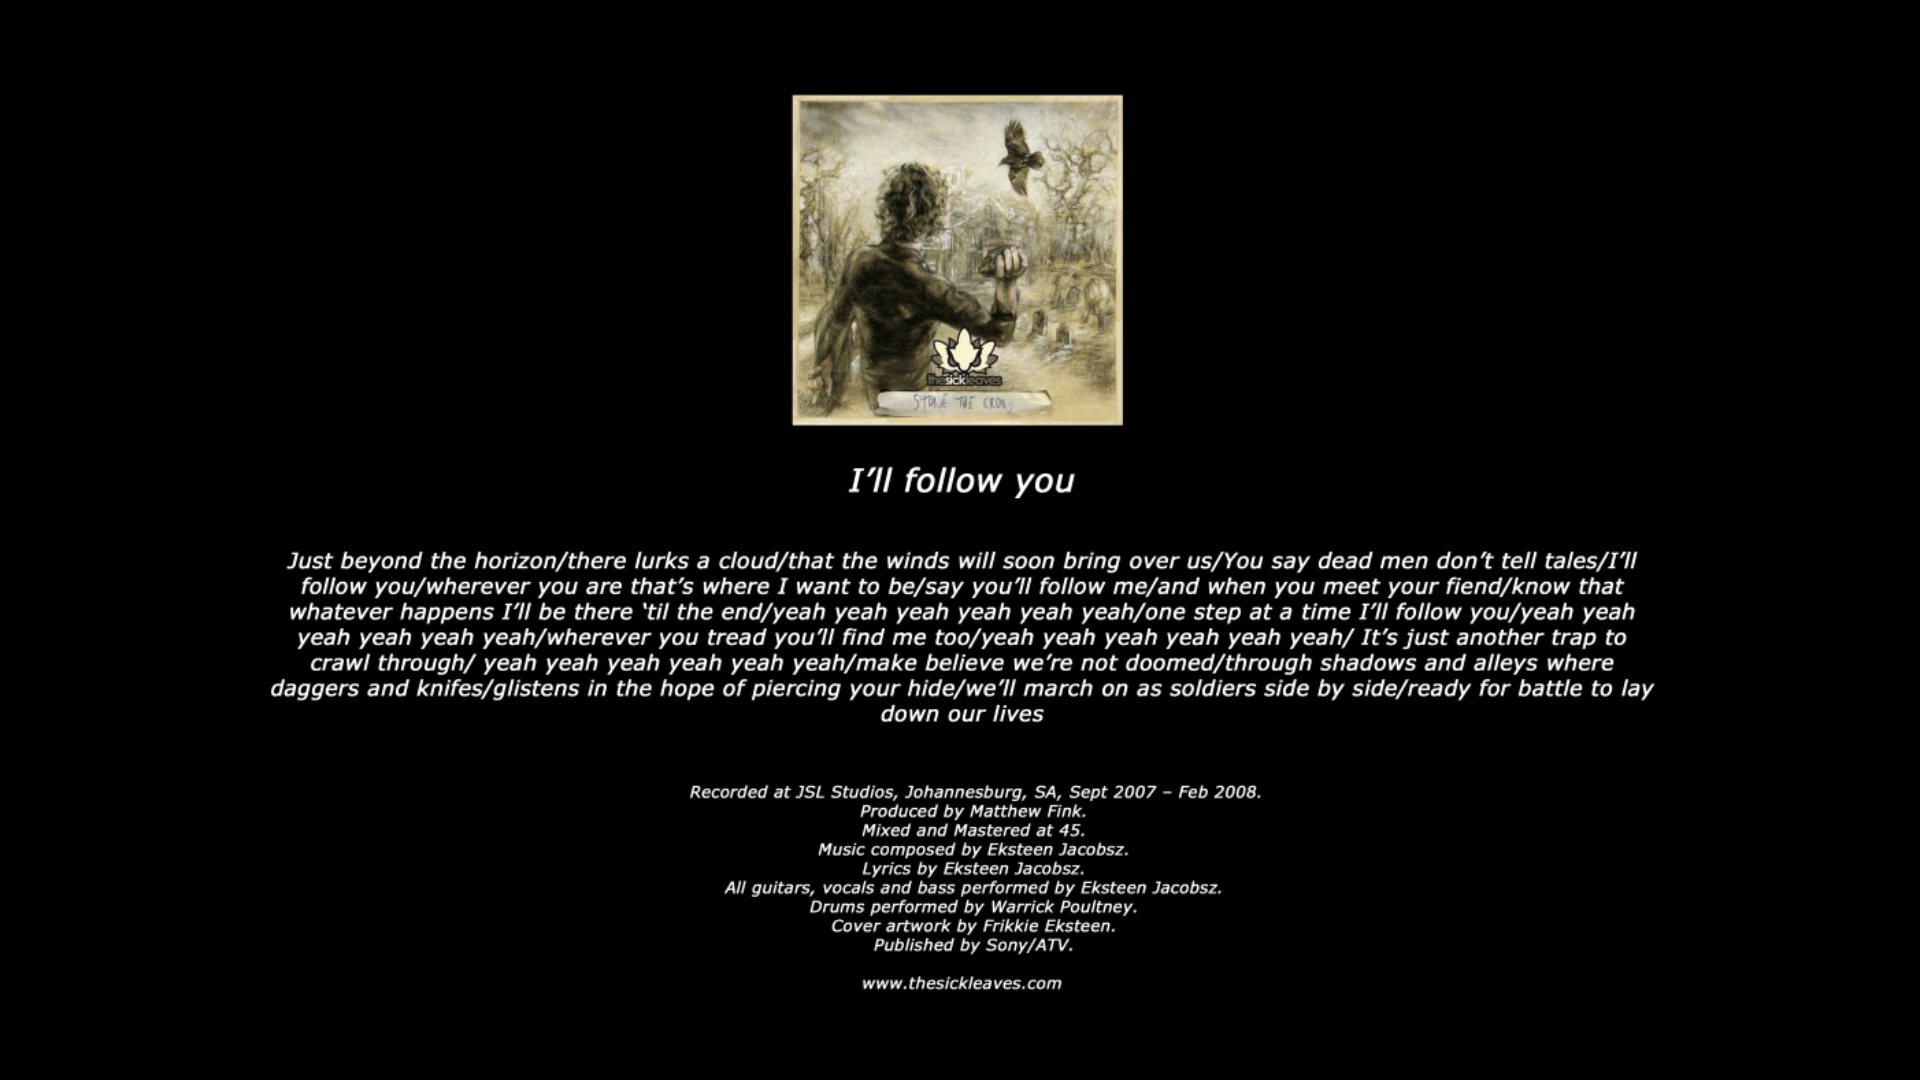 thesickleaves
STONE THE CROW
I’ll follow you
Just beyond the horizon/there lurks a cloud/that the winds will soon bring over us/You say dead men don’t tell tales/I’ll
follow you/wherever you are that’s where I want to be/say you’ll follow me/and when you meet your fiend/know that
whatever happens I’ll be there ‘til the end/yeah yeah yeah yeah yeah yeah/one step at a time I’ll follow you/yeah yeah
yeah yeah yeah yeah/wherever you tread you’ll find me too/yeah yeah yeah yeah yeah yeah/ It’s just another trap to
crawl through/ yeah yeah yeah yeah yeah yeah/make believe we’re not doomed/through shadows and alleys where
daggers and knifes/glistens in the hope of piercing your hide/we’ll march on as soldiers side by side/ready for battle to lay
down our lives
Recorded at JSL Studios, Johannesburg, SA, Sept 2007 – Feb 2008.
Produced by Matthew Fink.
Mixed and Mastered at 45.
Music composed by Eksteen Jacobsz.
Lyrics by Eksteen Jacobsz.
All guitars, vocals and bass performed by Eksteen Jacobsz.
Drums performed by Warrick Poultney.
Cover artwork by Frikkie Eksteen.
Published by Sony/ATV.
www.thesickleaves.com